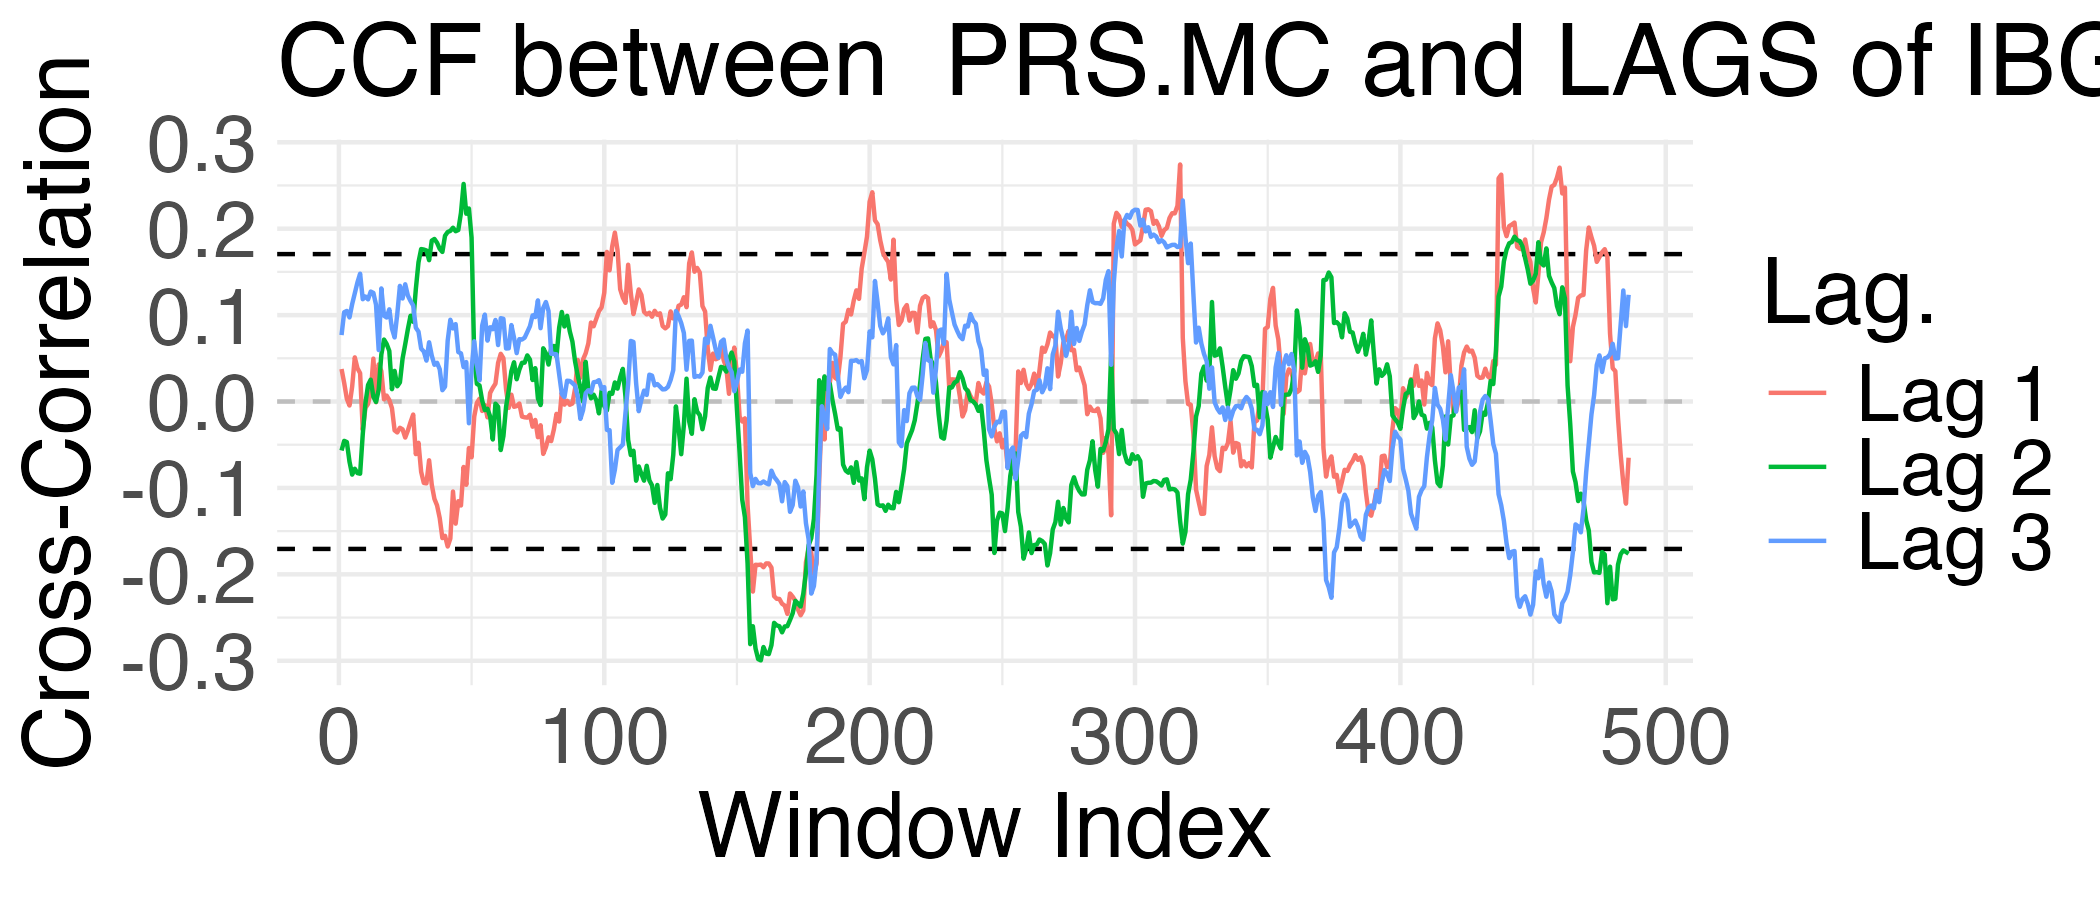 CCF between  PRS.MC and LAGS of IBG
Cross-Correlation
0.3
0.2
0.1
0.0
-0.1
-0.2
-0.3
0 100 200 300 400 500
Window Index
Lag.
Lag 1
Lag 2
Lag 3